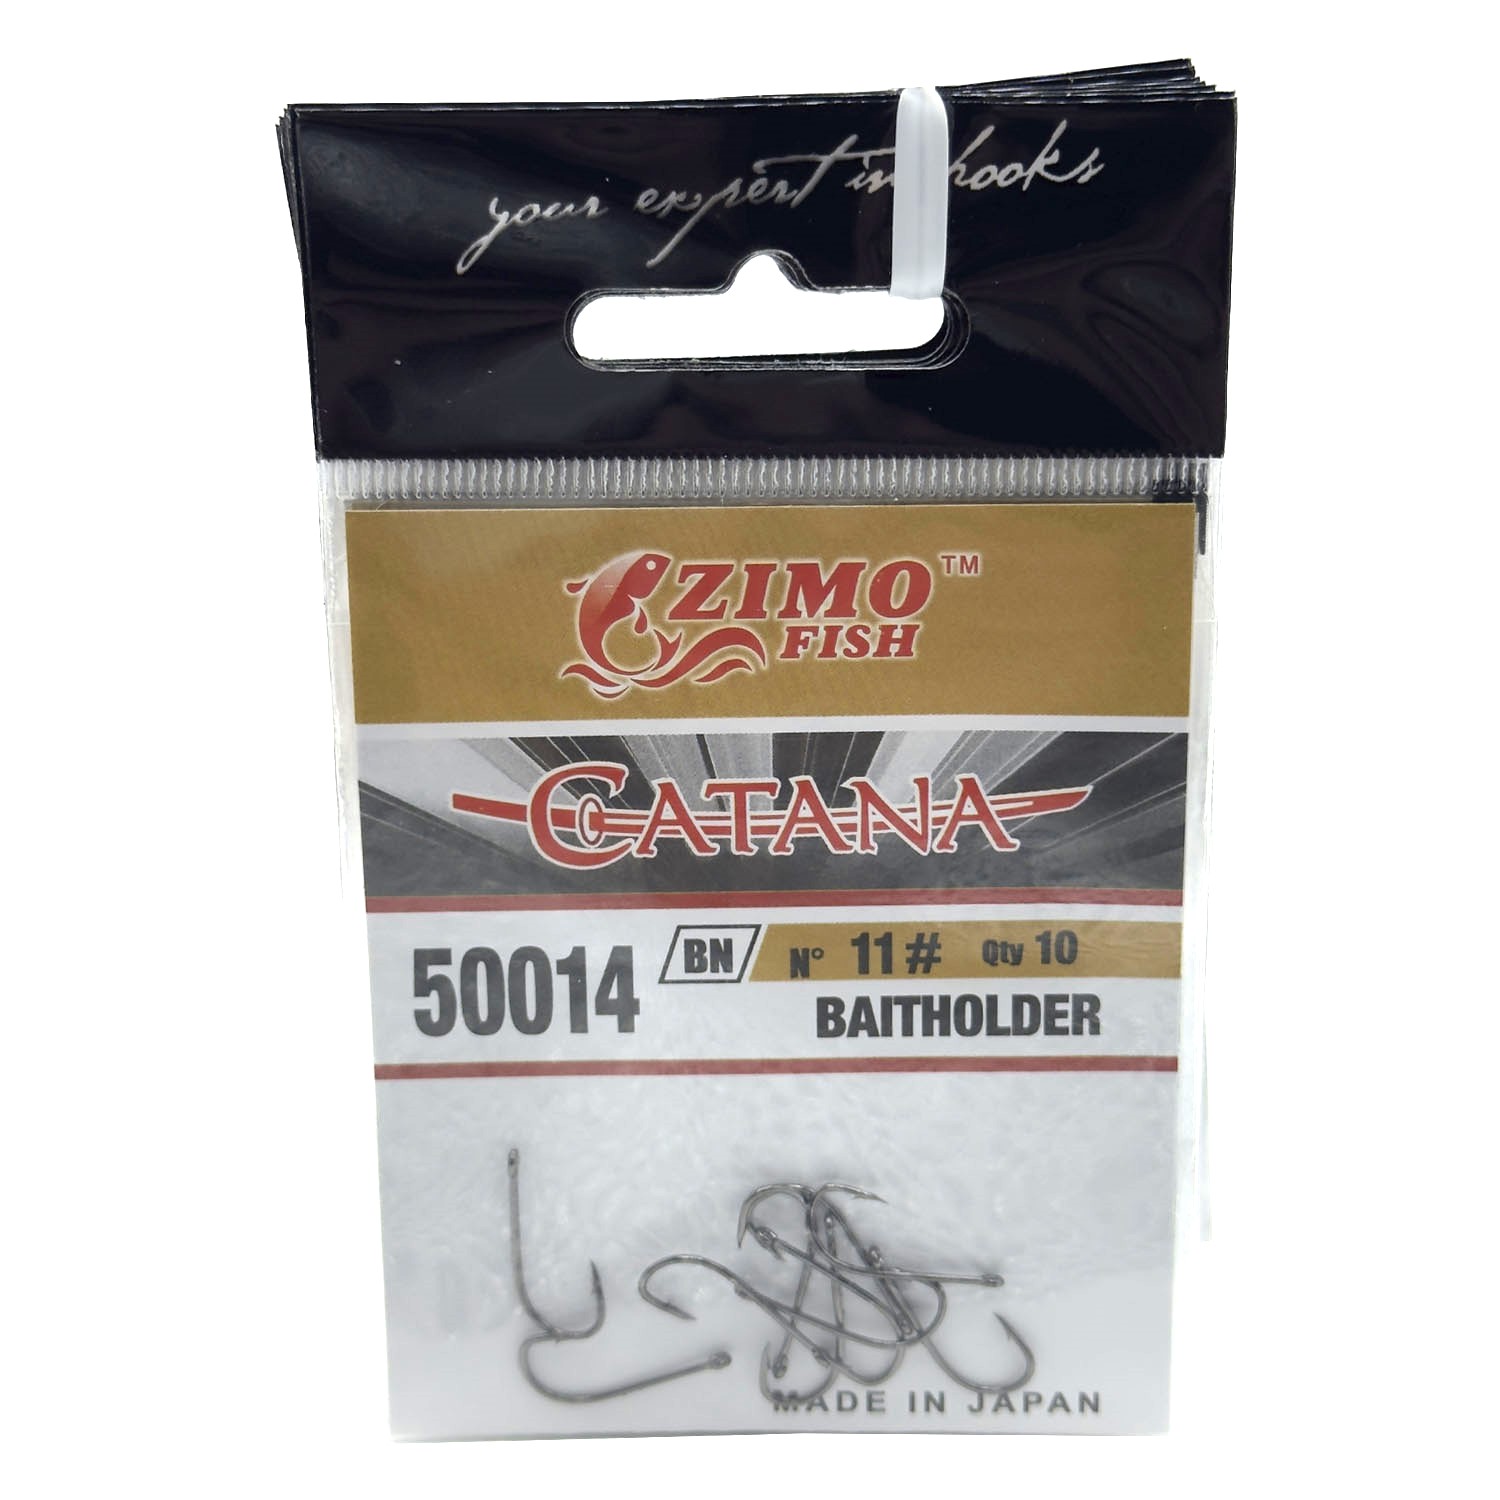 your expert in hooks
ZIMO™
FISH
CATANA
50014 BN N° 11# Qty 10
BAITHOLDER
MADE IN JAPAN